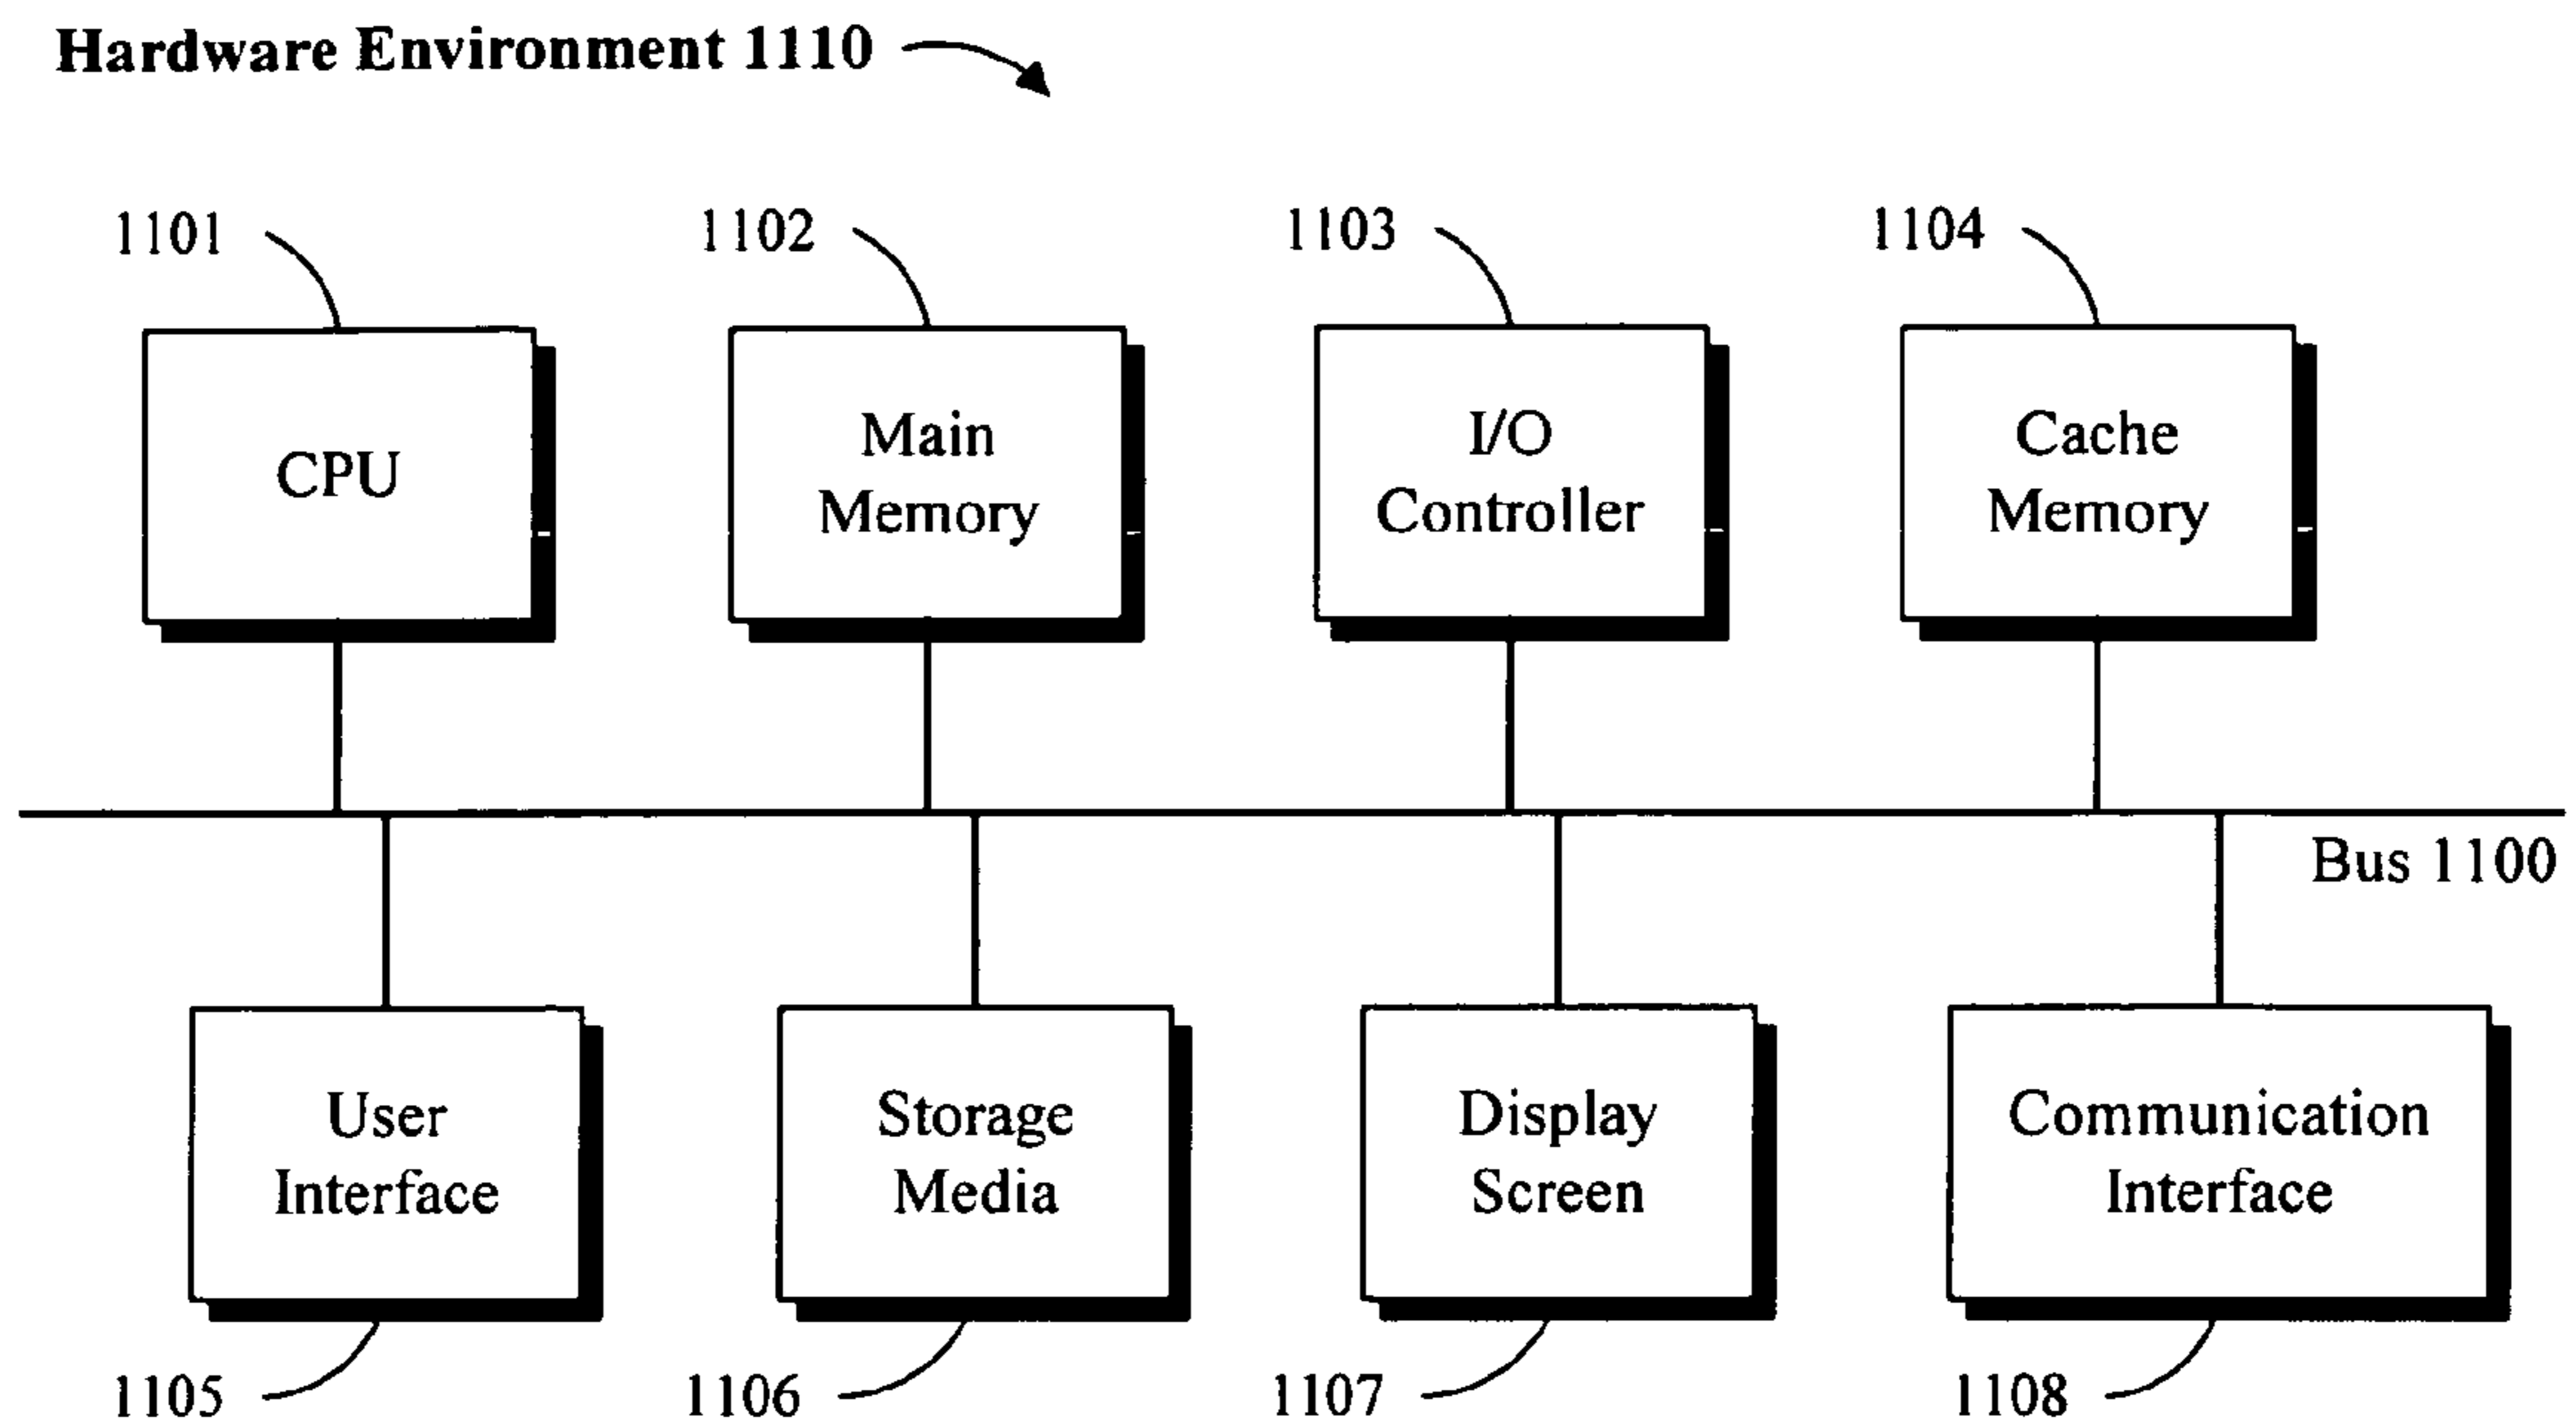 Hardware Environment 1110
1101
1102
1103
1104
CPU
Main
Memory
I/O
Controller
Cache
Memory
Bus 1100
User
Interface
Storage
Media
Display
Screen
Communication
Interface
1105
1106
1107
1108